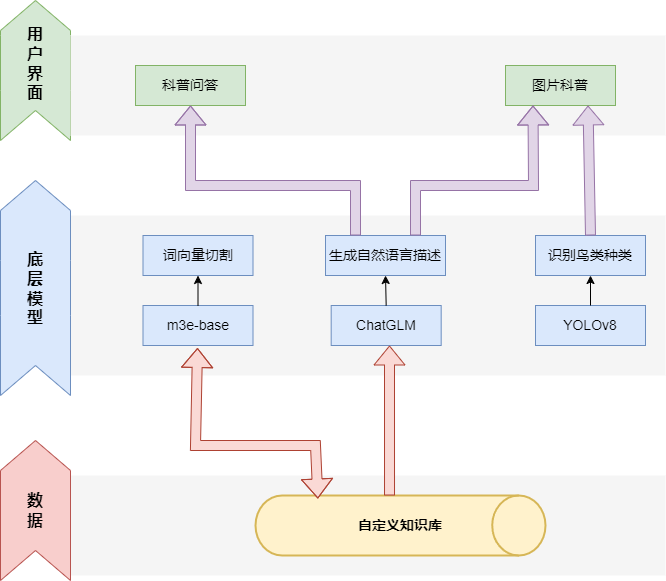 用户界面
科普问答
图片科普
底层模型
词向量切割
生成自然语言描述
识别鸟类种类
m3e-base
ChatGLM
YOLOv8
数据
自定义知识库